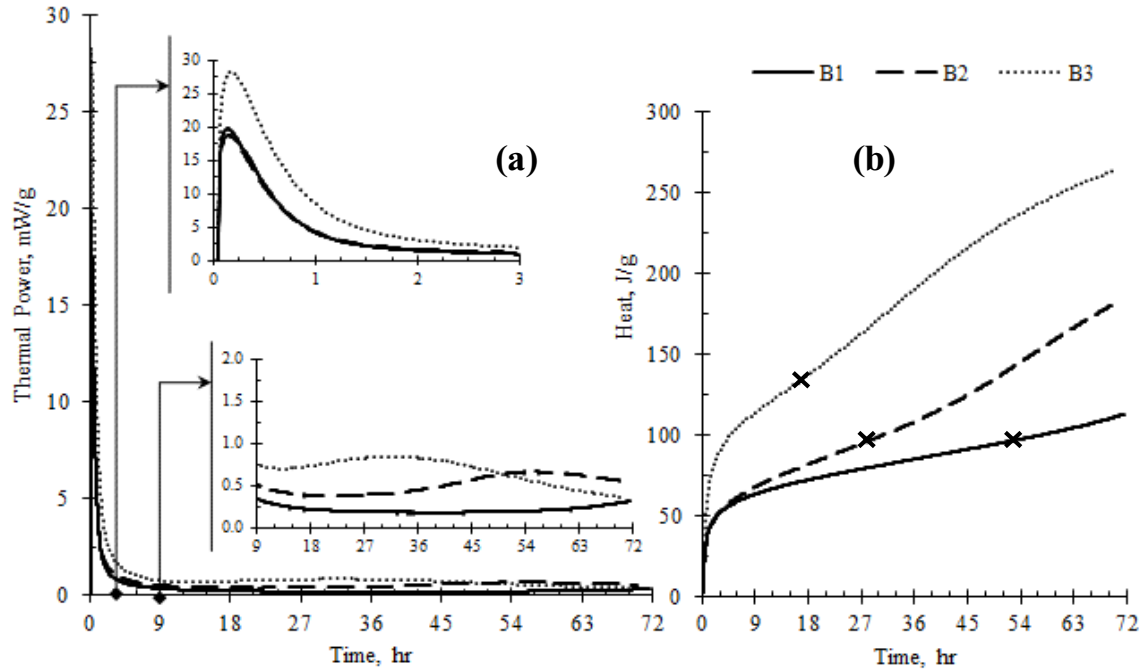 30
25
20
15
10
5
0
Thermal Power, mW/g
0 9 18 27 36 45 54 63 72
Time, hr
30
25
20
15
10
5
0
0 1 2 3
(a)
2.0
1.5
1.0
0.5
0.0
9 18 27 36 45 54 63 72
B1 B2 B3
300
250
200
150
100
50
0
Heat, J/g
(b)
0 9 18 27 36 45 54 63 72
Time, hr